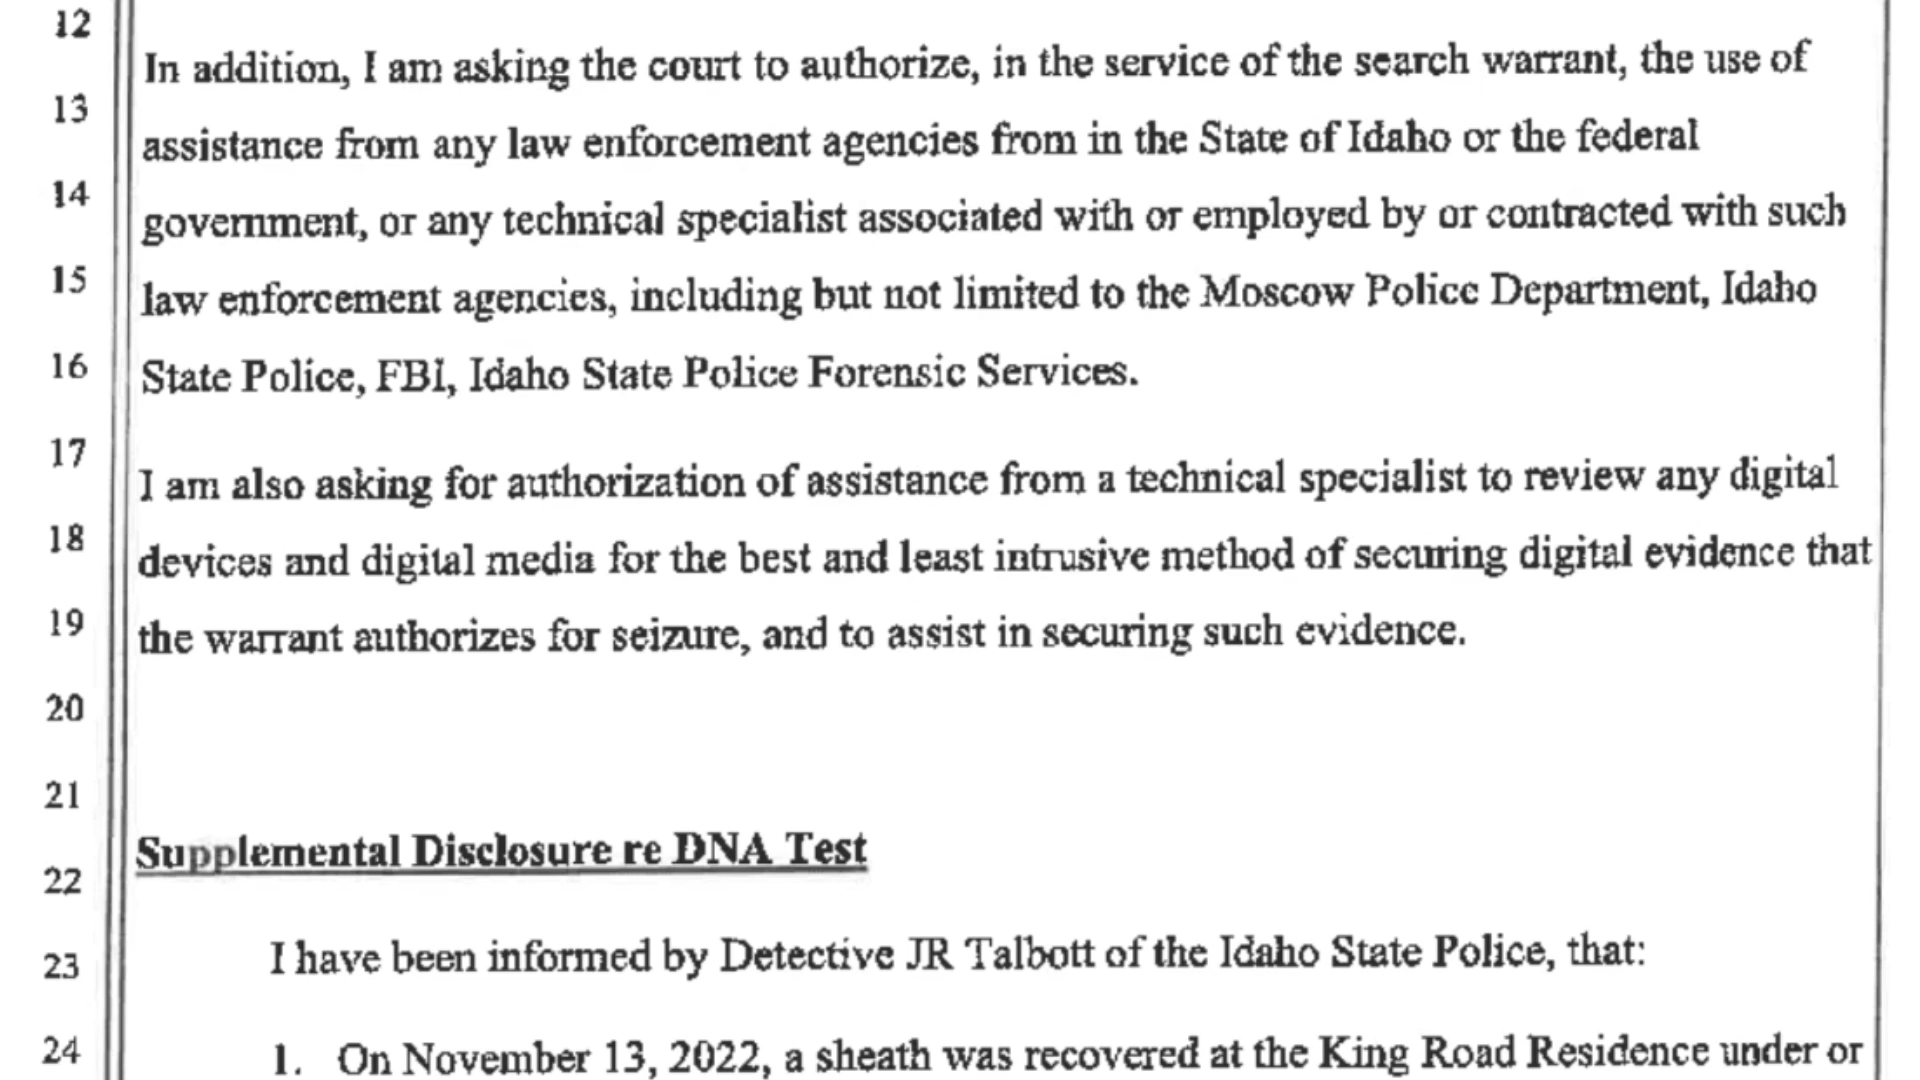 12
In addition, I am asking the court to authorize, in the service of the search warrant, the use of
13
assistance from any law enforcement agencies from in the State of Idaho or the federal
14
government, or any technical specialist associated with or employed by or contracted with such
15
law enforcement agencies, including but not limited to the Moscow Police Department, Idaho
16
State Police, FBI, Idaho State Police Forensic Services.
17
I am also asking for authorization of assistance from a technical specialist to review any digital
18
devices and digital media for the best and least intrusive method of securing digital evidence that
19
the warrant authorizes for seizure, and to assist in securing such evidence.
20
21
Supplemental Disclosure re DNA Test
22
I have been informed by Detective JR Talbott of the Idaho State Police, that:
23
24
1. On November 13, 2022, a sheath was recovered at the King Road Residence under or